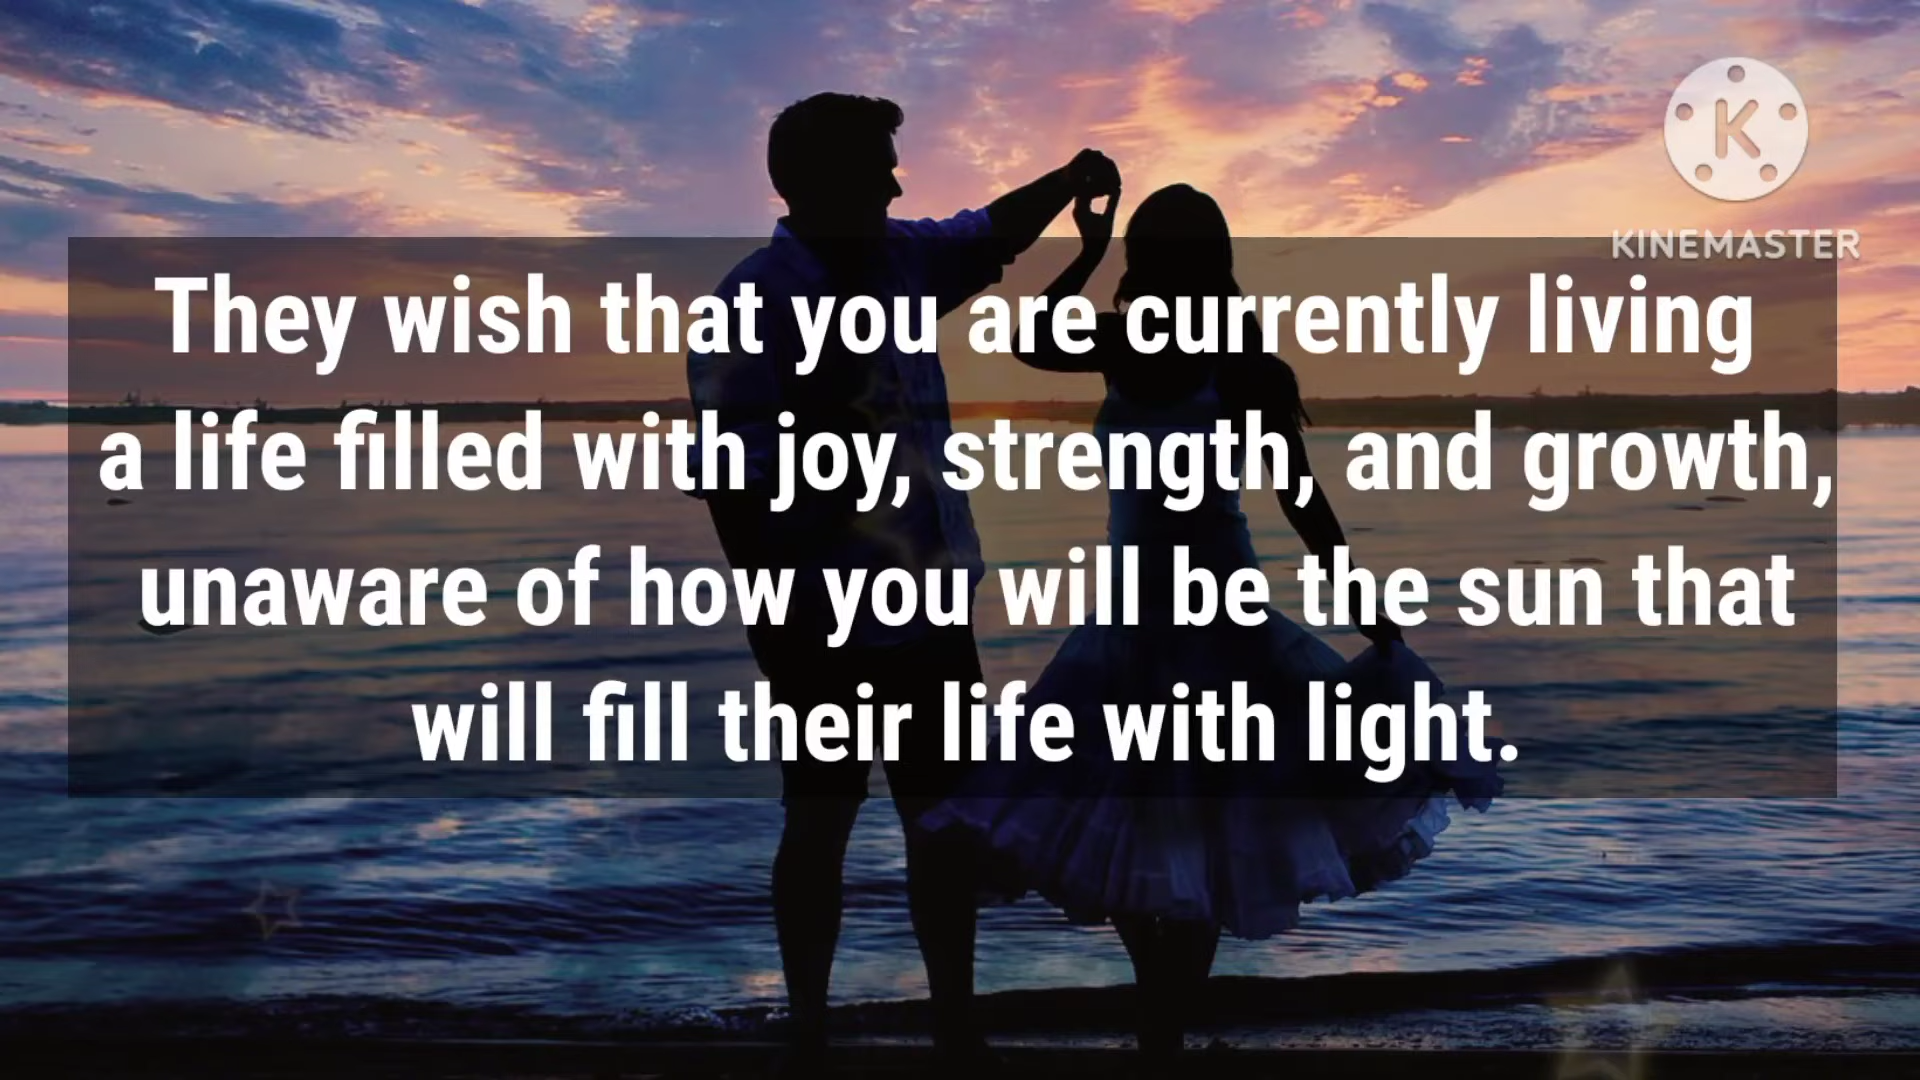 K
KINEMASTER
They wish that you are currently living
a life filled with joy, strength, and growth,
unaware of how you will be the sun that
will fill their life with light.